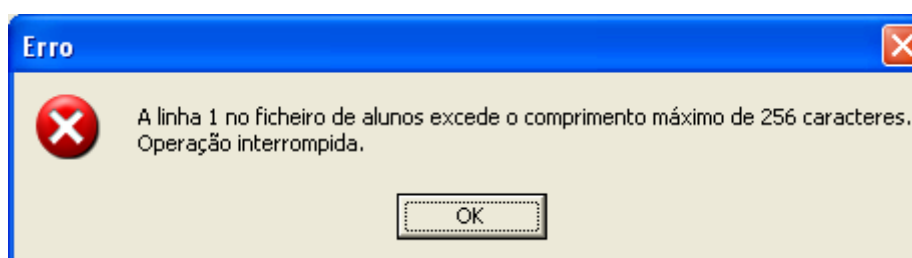 Erro
A linha 1 no ficheiro de alunos excede o comprimento máximo de 256 caracteres.
Operação interrompida.
OK